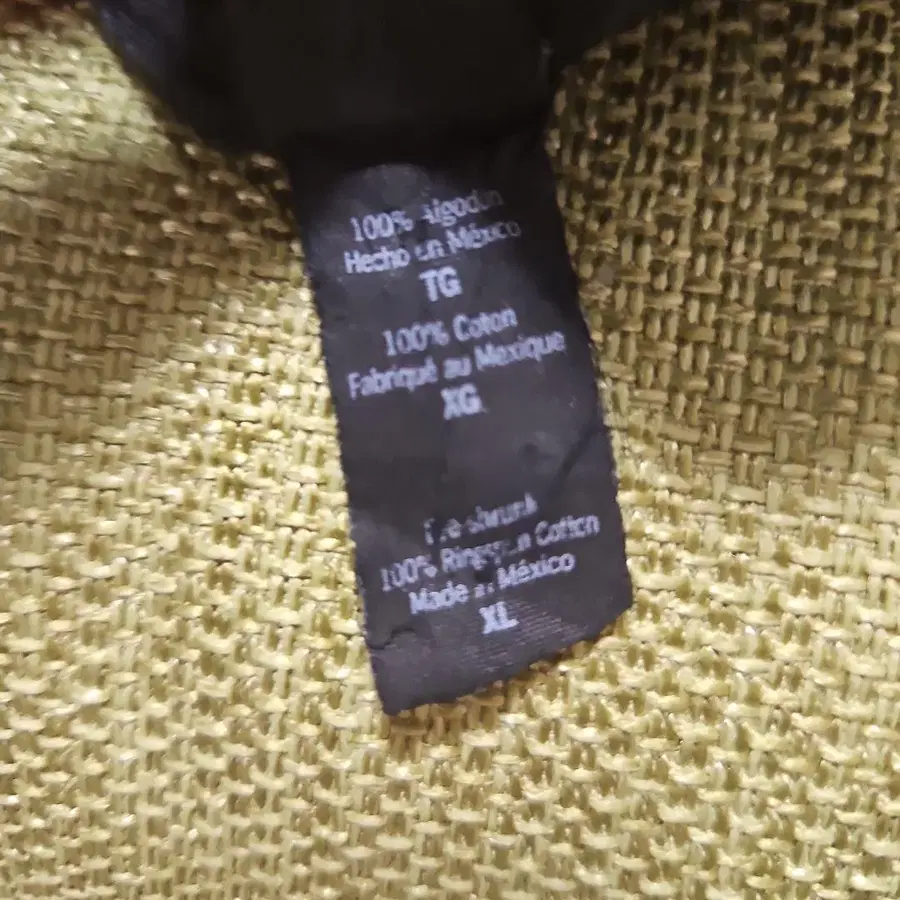 100% Algodón
Hecho en México
TG
100% Coton
Fabriqué au Mexique
XG
Pre-shrunk
100% Ringspun Cotton
Made in México
XL